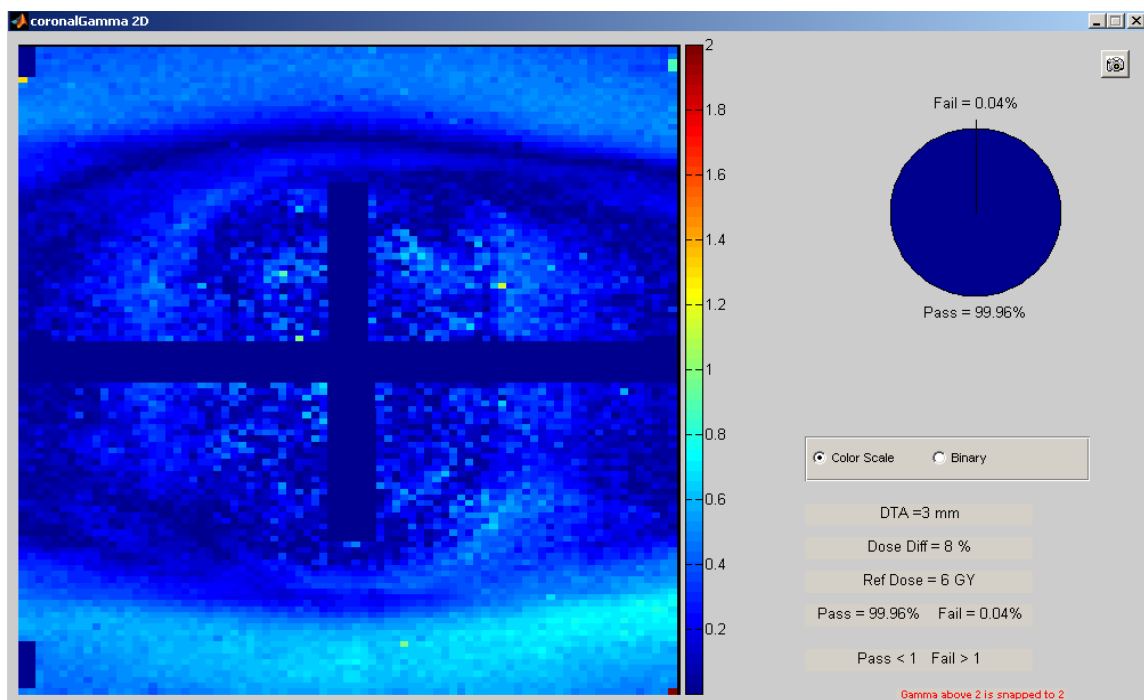 coronalGamma 2D
2
1.8
1.6
1.4
1.2
1
0.8
0.6
0.4
0.2
Fail = 0.04%
Pass = 99.96%
Color Scale Binary
DTA =3 mm
Dose Diff = 8 %
Ref Dose = 6 GY
Pass = 99.96% Fail = 0.04%
Pass < 1 Fail > 1
Gamma above 2 is snapped to 2